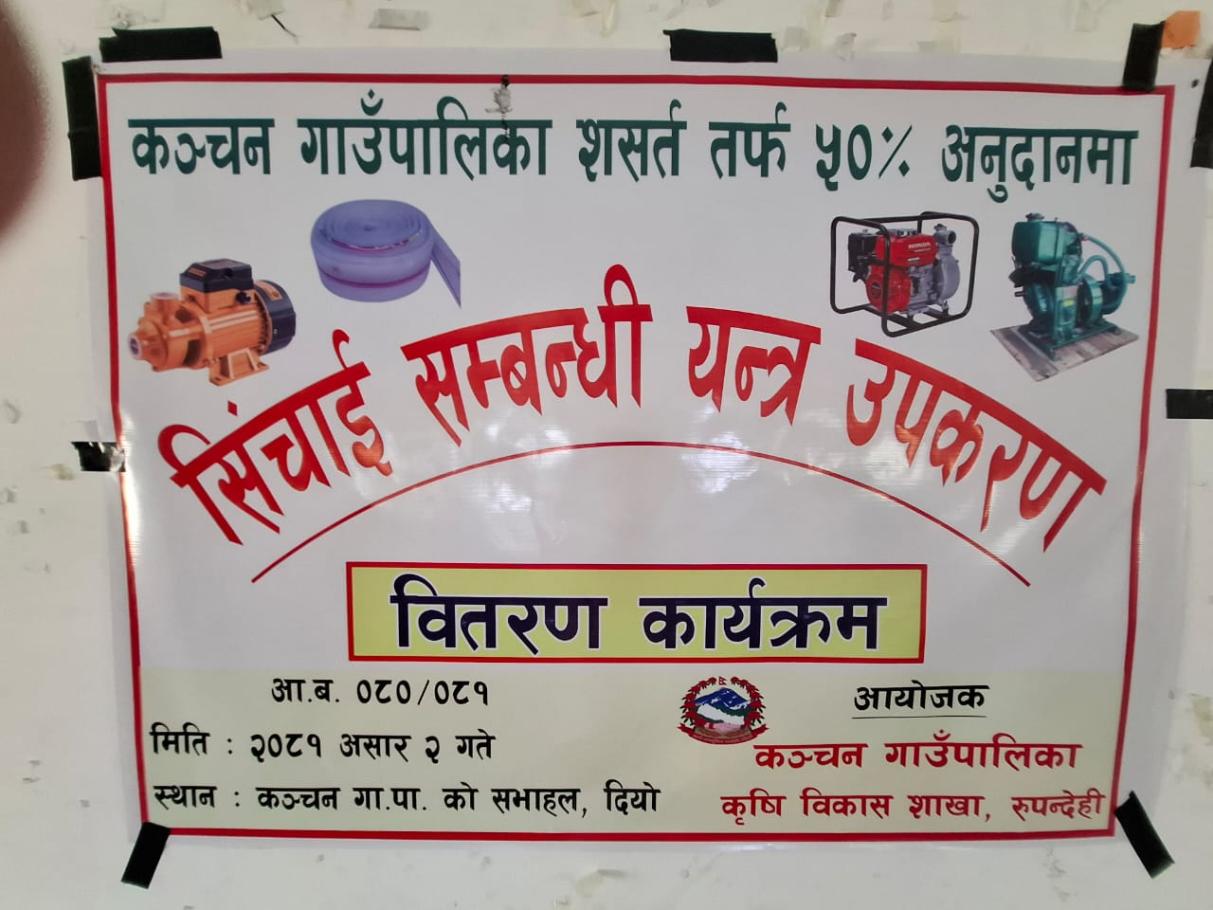 कञ्चन गाउँपालिका शसर्त तर्फ ५०% अनुदानमा
HONDA
सिंचाई सम्बन्धी यन्त्र उपकरण
वितरण कार्यक्रम
आ.ब. ०८०/०८१
मिति : २०८१ असार २ गते
स्थान : कञ्चन गा.पा. को सभाहल, दियो
आयोजक
कञ्चन गाउँपालिका
कृषि विकास शाखा, रुपन्देही